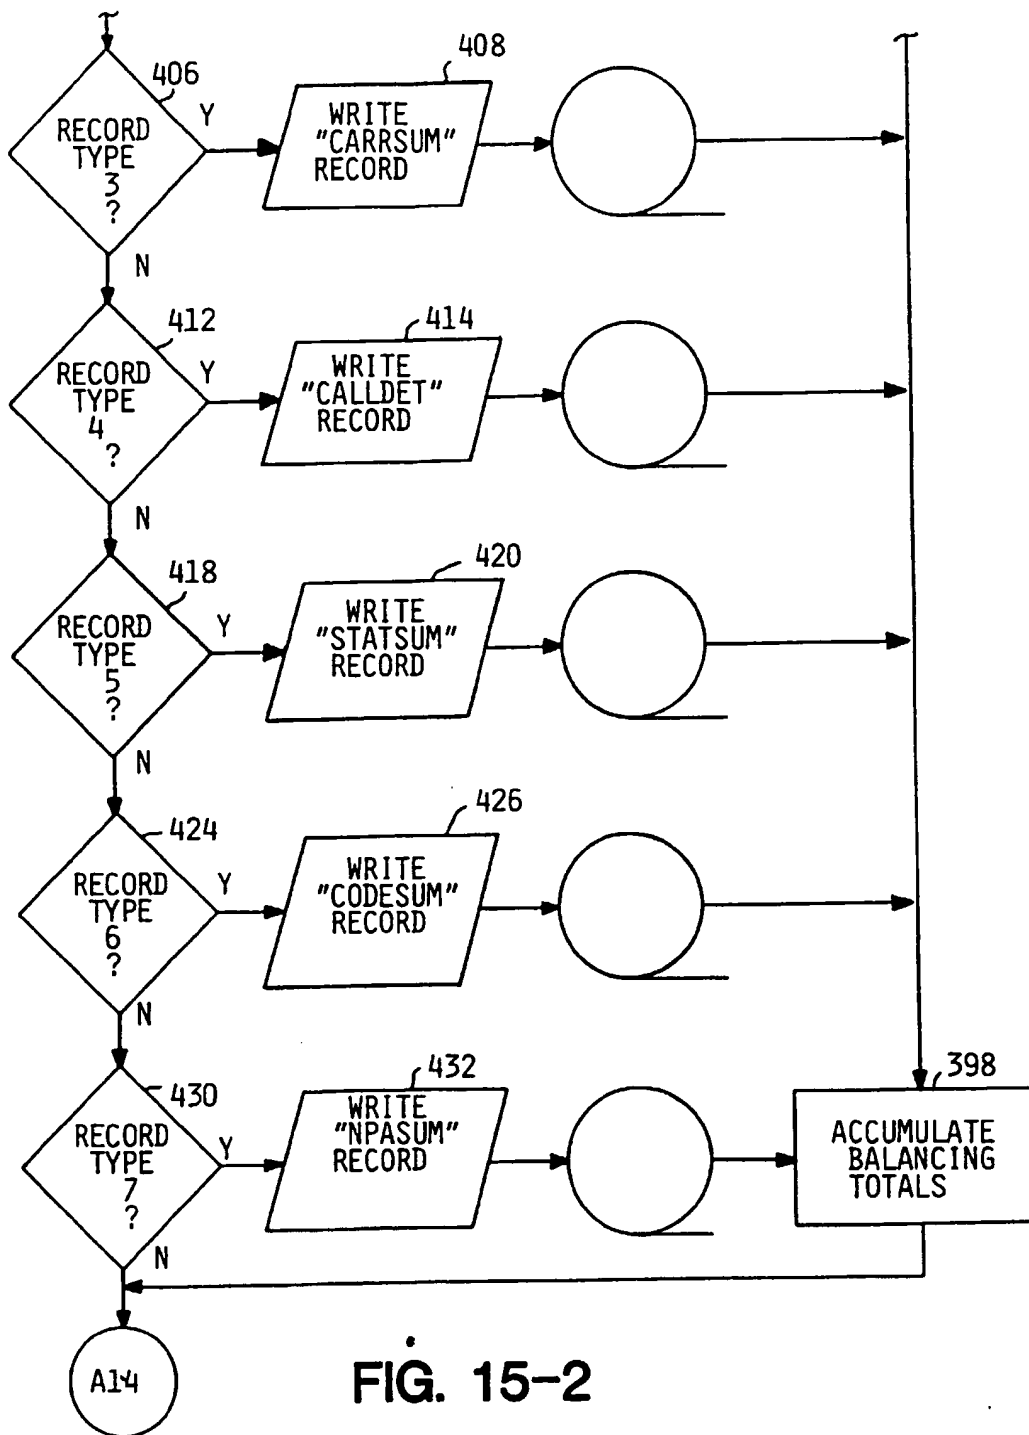 406
408
RECORD
TYPE
3
?
Y
WRITE
"CARRSUM"
RECORD
N
412
414
RECORD
TYPE
4
?
Y
WRITE
"CALLDET"
RECORD
N
418
420
RECORD
TYPE
5
?
Y
WRITE
"STATSUM"
RECORD
N
424
426
RECORD
TYPE
6
?
Y
WRITE
"CODESUM"
RECORD
N
430
432
398
RECORD
TYPE
7
?
Y
WRITE
"NPASUM"
RECORD
ACCUMULATE
BALANCING
TOTALS
N
A14
FIG. 15-2